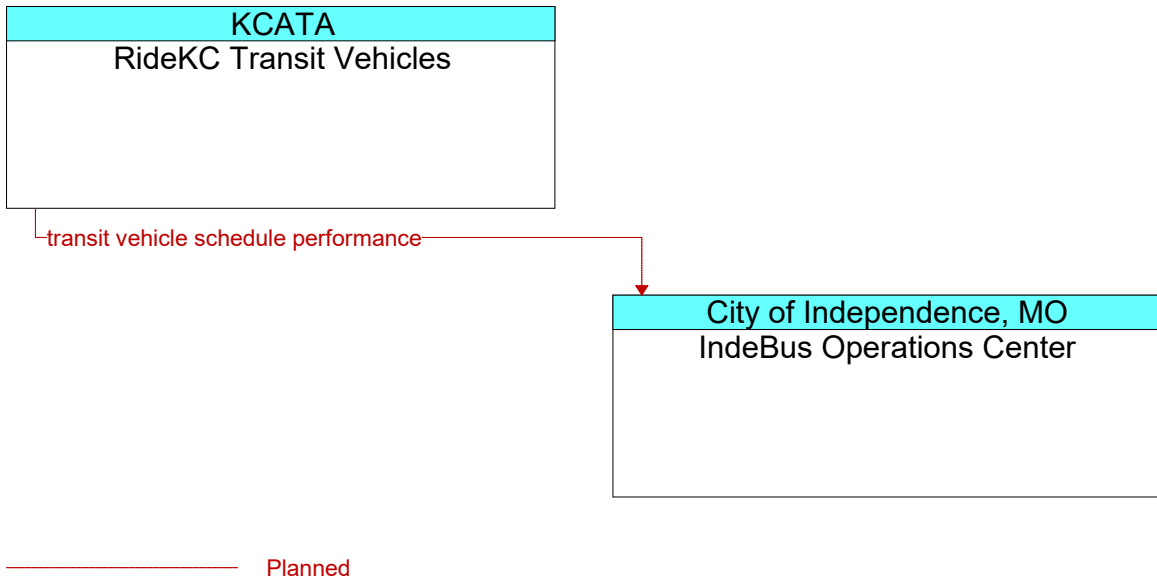 KCATA
RideKC Transit Vehicles
transit vehicle schedule performance
City of Independence, MO
IndeBus Operations Center
Planned